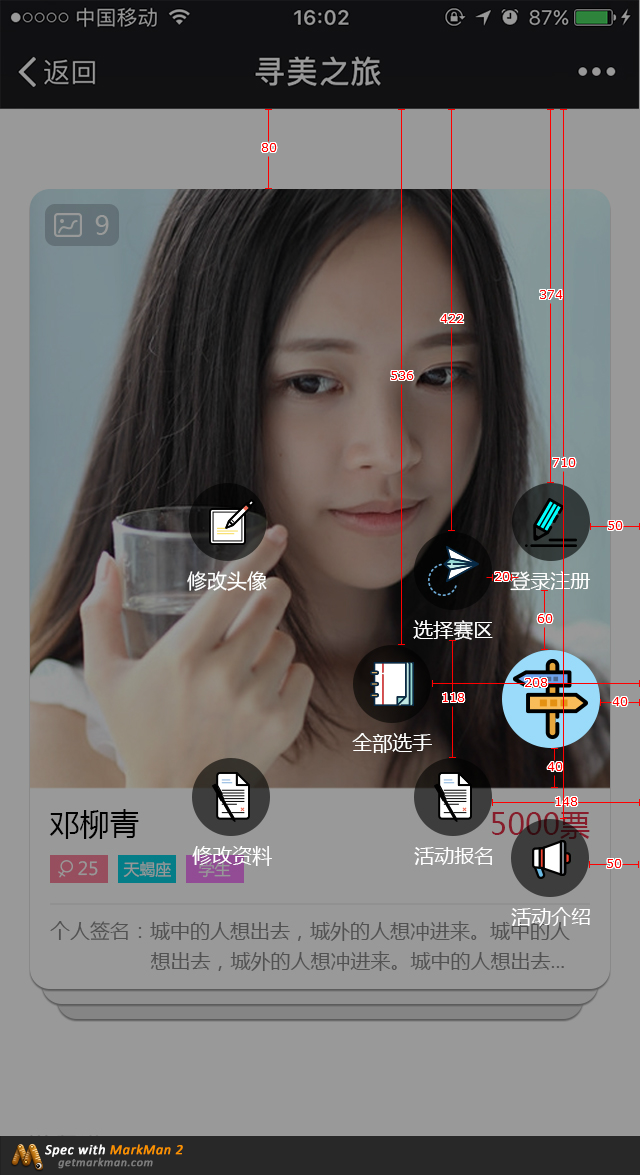 中国移动 16:02 87%
返回 寻美之旅
80
9
374
422
536
710
50
修改头像
20
登录注册
60
选择赛区
208
118
40
全部选手
40
148
邓柳青 5000票
修改资料 活动报名
25 天蝎座 学生
50
活动介绍
个人签名：城中的人想出去，城外的人想冲进来。城中的人
想出去，城外的人想冲进来。城中的人想出去...
Spec with MarkMan 2
getmarkman.com